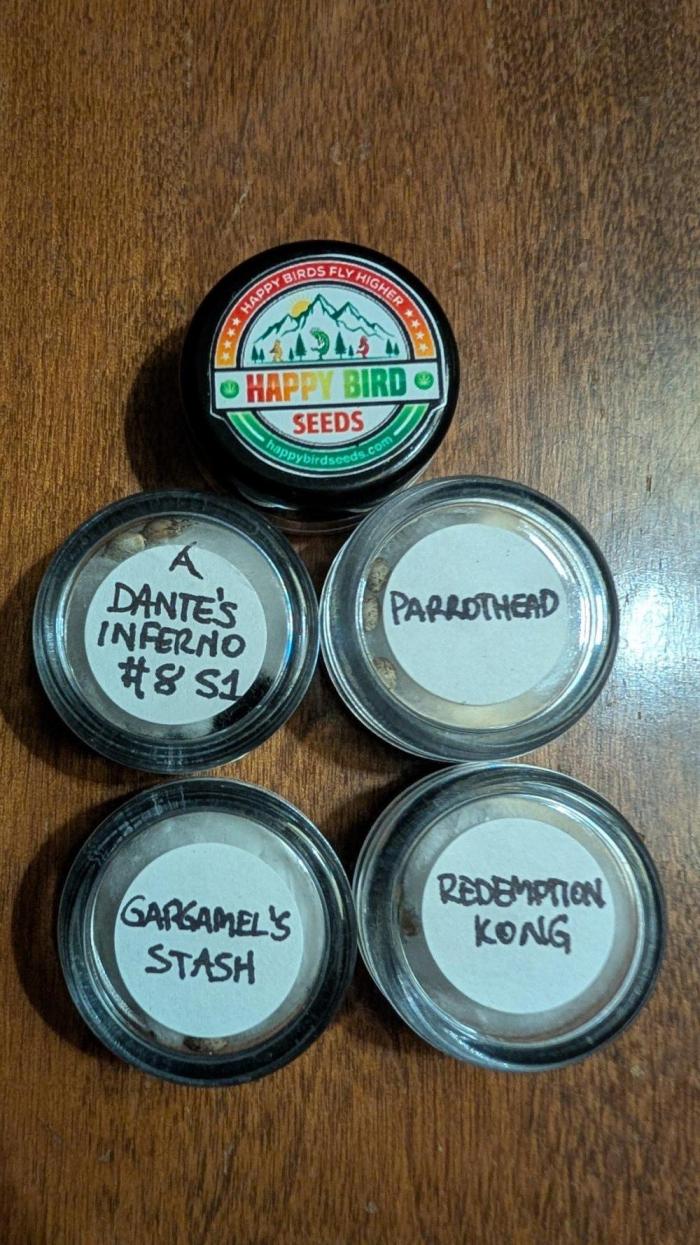 HAPPY BIRDS FLY HIGHER
HAPPY BIRD
SEEDS
happybirdseeds.com
A
DANTE'S
INFERNO
#8 S1
PARROTHEAD
GARGAMEL'S
STASH
REDEMPTION
KONG